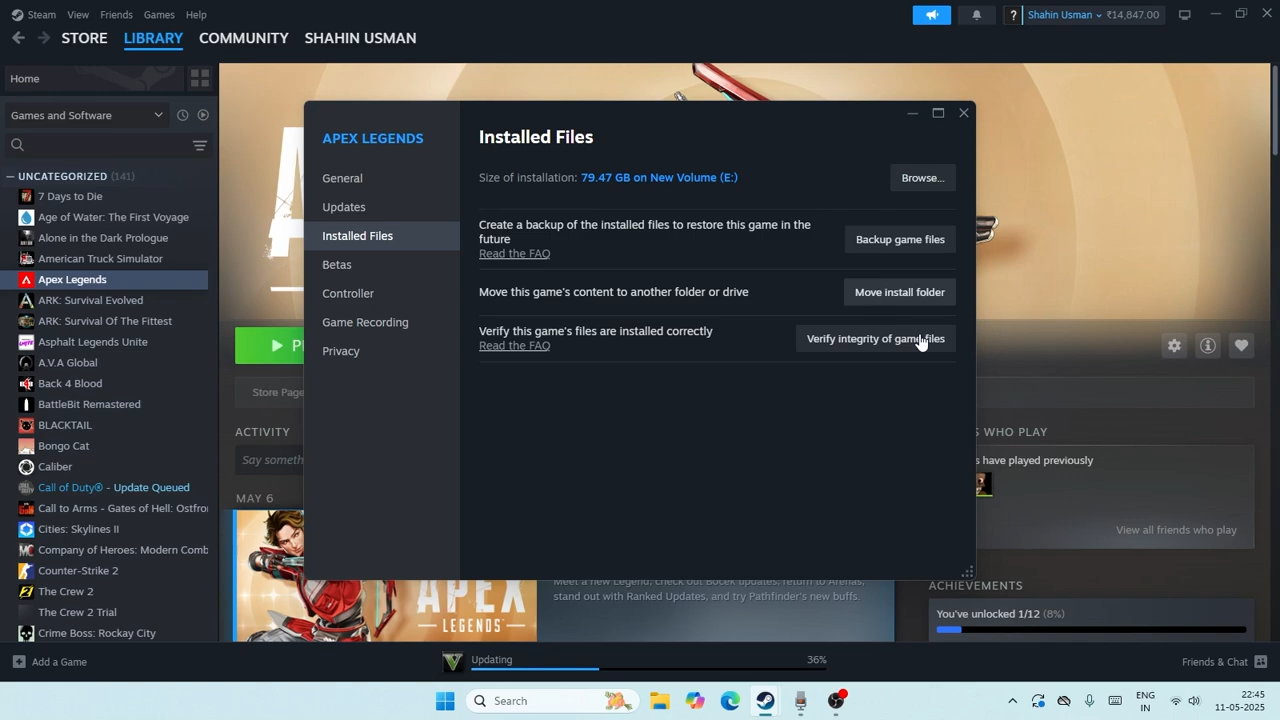 Steam View Friends Games Help
? Shahin Usman ₹14,847.00
STORE LIBRARY COMMUNITY SHAHIN USMAN
Home
Games and Software
UNCATEGORIZED (141)
7 Days to Die
Age of Water: The First Voyage
Alone in the Dark Prologue
American Truck Simulator
Apex Legends
ARK: Survival Evolved
ARK: Survival Of The Fittest
Asphalt Legends Unite
A.V.A Global
Back 4 Blood
BattleBit Remastered
BLACKTAIL
Bongo Cat
Caliber
Call of Duty® - Update Queued
Call to Arms - Gates of Hell: Ostfro
Cities: Skylines II
Company of Heroes: Modern Comb
Counter-Strike 2
The Crew 2
The Crew 2 Trial
Crime Boss: Rockay City
Add a Game
APEX LEGENDS
General
Updates
Installed Files
Betas
Controller
Game Recording
Privacy
Installed Files
Size of installation: 79.47 GB on New Volume (E:)
Browse...
Create a backup of the installed files to restore this game in the
future
Read the FAQ
Backup game files
Move this game's content to another folder or drive
Move install folder
Verify this game's files are installed correctly
Read the FAQ
Verify integrity of game files
P
Store Page
ACTIVITY
Say someth
MAY 6
APEX
LEGENDS
Meet a new Legend, check out Bocek updates, return to Arenas,
stand out with Ranked Updates, and try Pathfinder's new buffs.
S WHO PLAY
s have played previously
View all friends who play
ACHIEVEMENTS
You've unlocked 1/12 (8%)
Updating 36%
Friends & Chat
Search
ENG
IN
22:45
11-05-2025